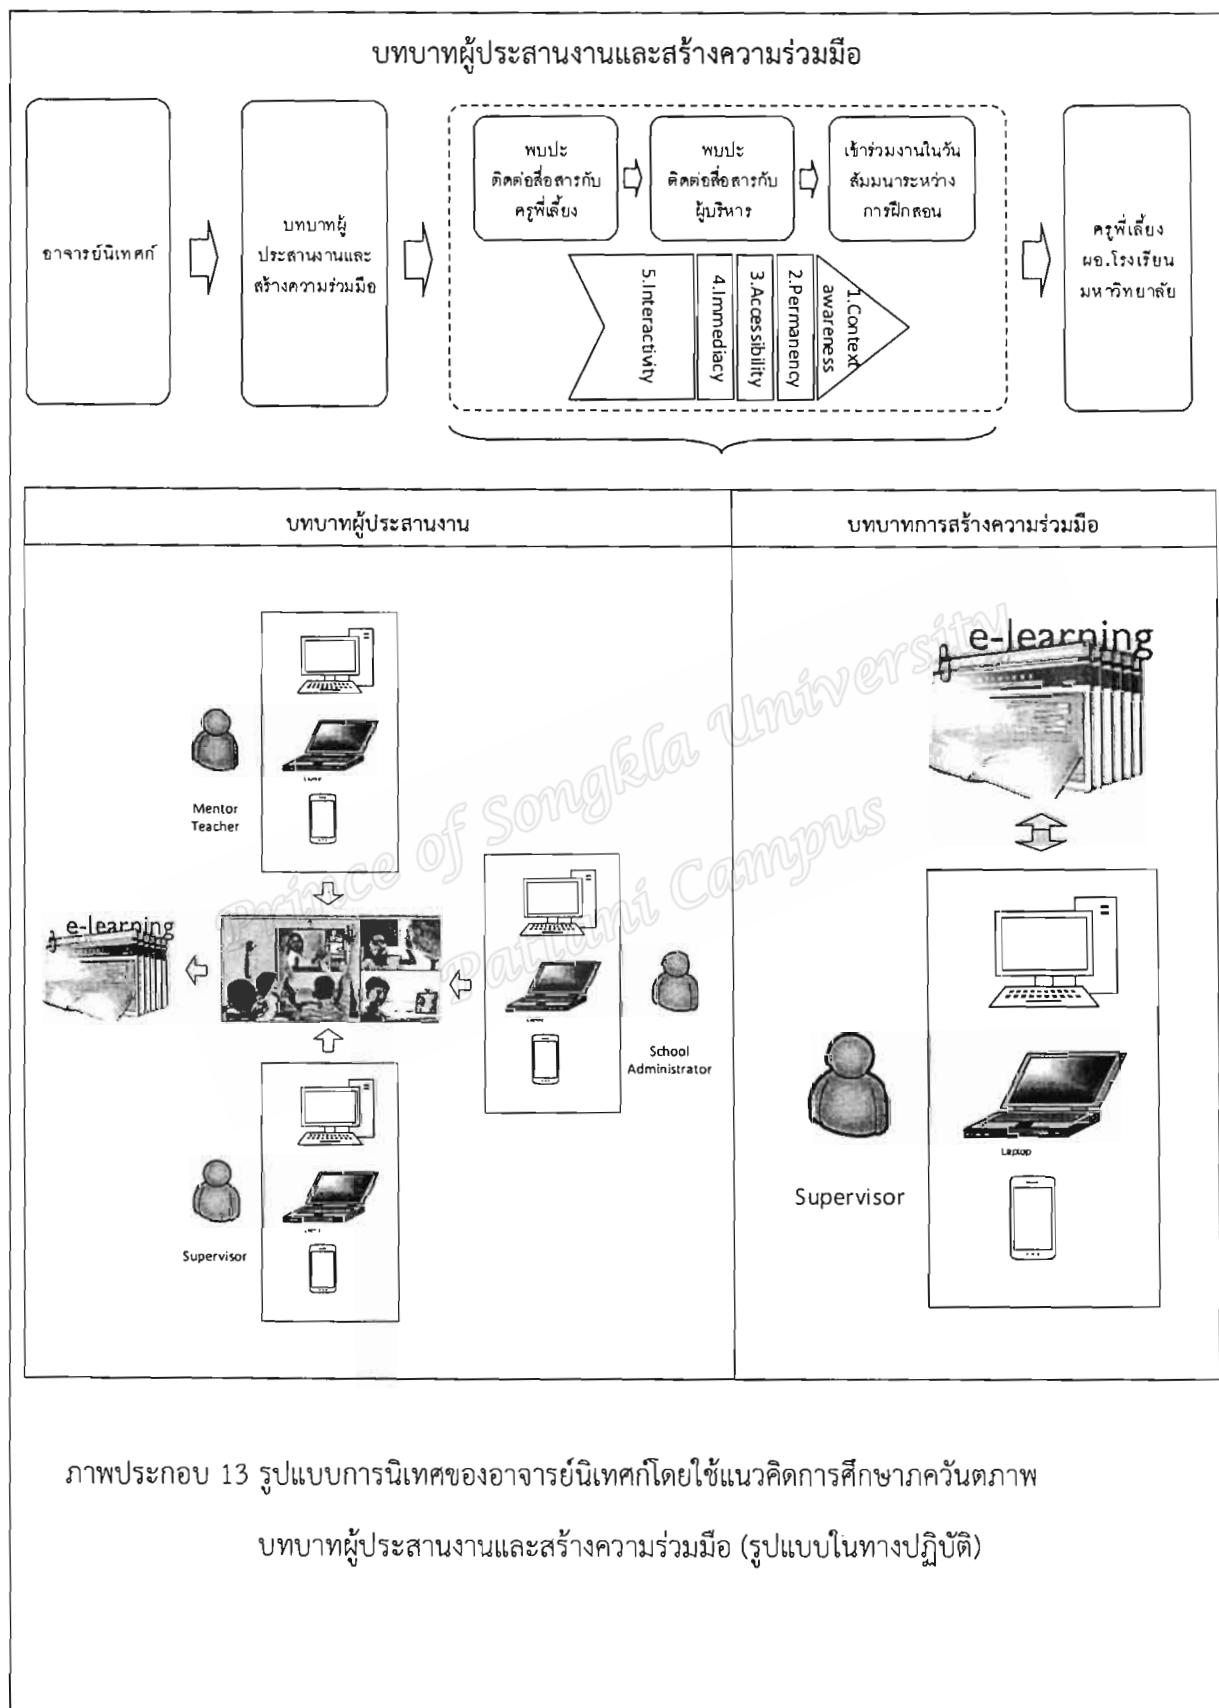 บทบาทผู้ประสานงานและสร้างความร่วมมือ
อาจารย์นิเทศก์
บทบาทผู้
ประสานงานและ
สร้างความร่วมมือ
พบปะ
ติดต่อสื่อสารกับ
ครูพี่เลี้ยง
พบปะ
ติดต่อสื่อสารกับ
ผู้บริหาร
เข้าร่วมงานในวัน
สัมมนาระหว่าง
การฝึกสอน
5.Interactivity
4.Immediacy
3.Accessibility
2.Permanency
1.Context
awareness
ครูพี่เลี้ยง
ผอ.โรงเรียน
มหาวิทยาลัย
บทบาทผู้ประสานงาน
บทบาทการสร้างความร่วมมือ
Mentor
Teacher
e-learning
School
Administrator
Supervisor
e-learning
Laptop
Supervisor
Prince of Songkla University
Pattani Campus
ภาพประกอบ 13 รูปแบบการนิเทศของอาจารย์นิเทศก์โดยใช้แนวคิดการศึกษาภควันตภาพ
บทบาทผู้ประสานงานและสร้างความร่วมมือ (รูปแบบในทางปฏิบัติ)